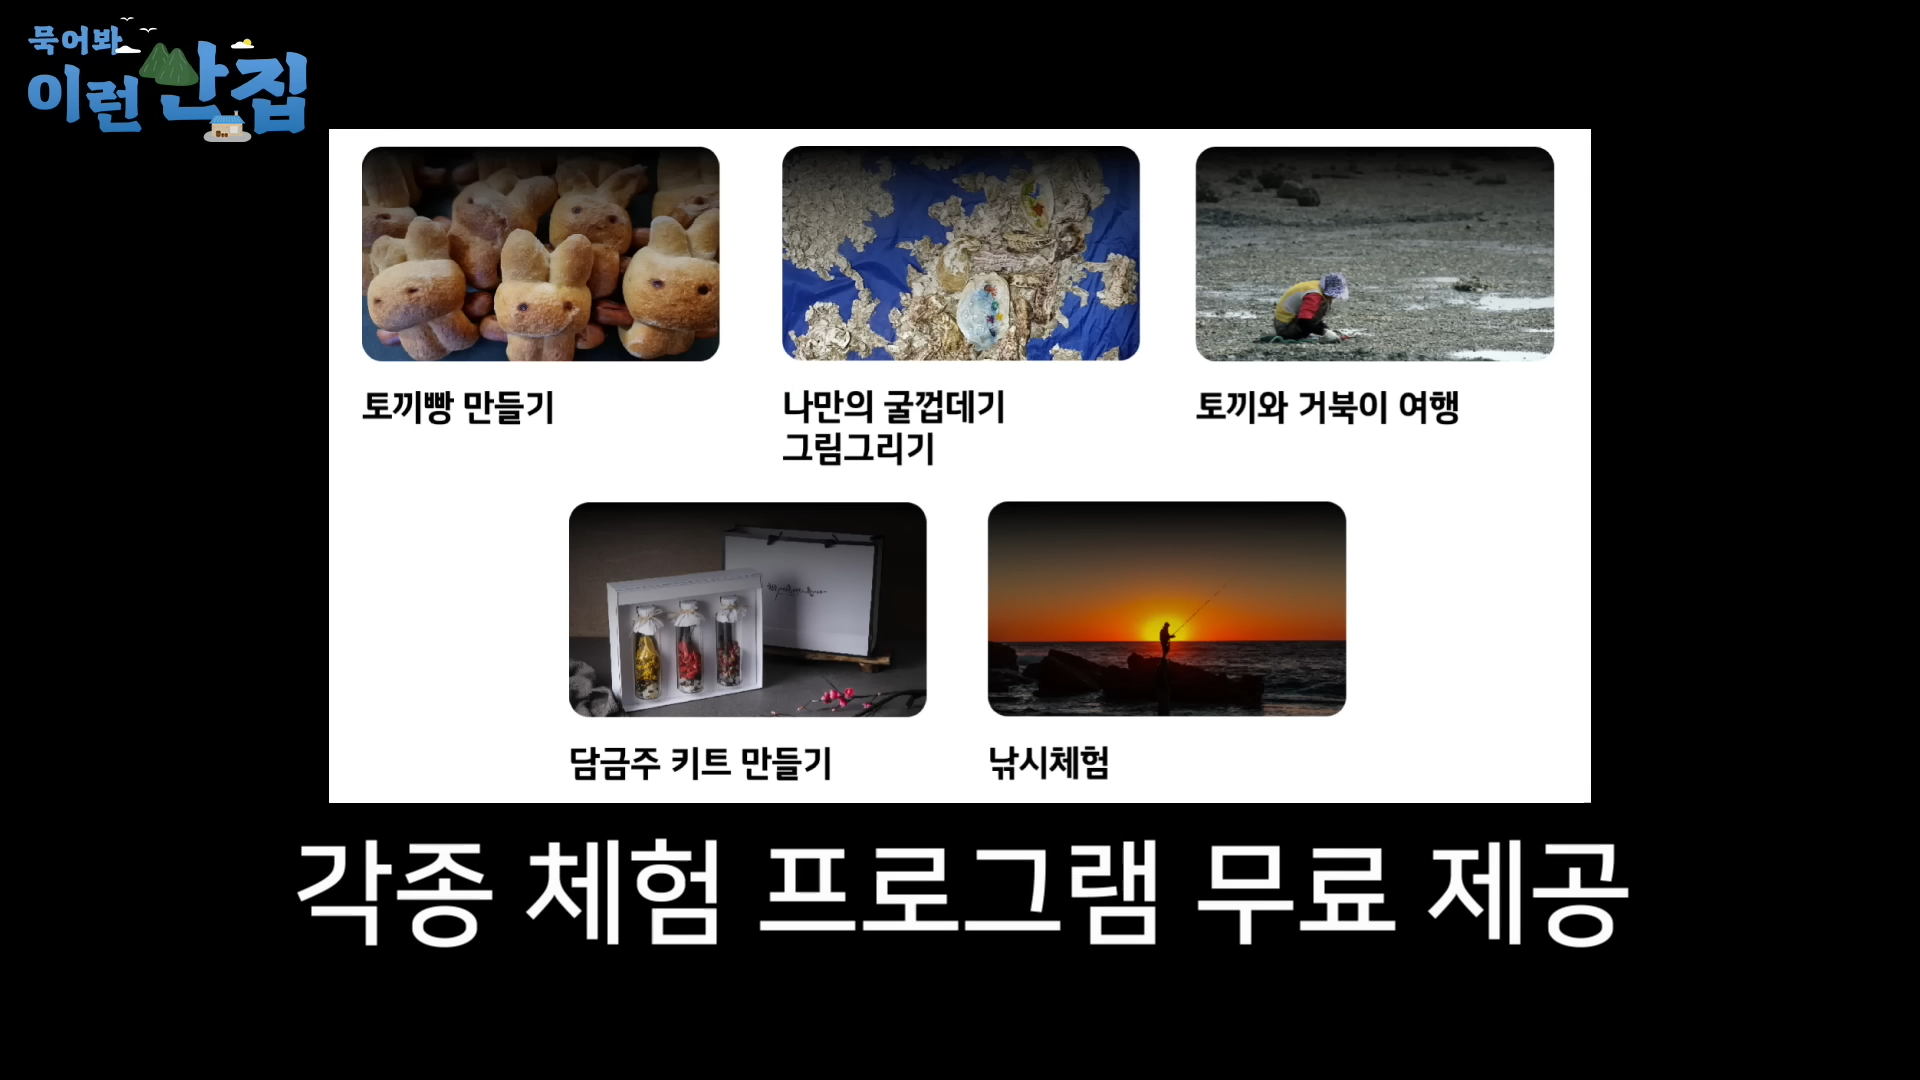 묵어봐
이런 산집
토끼빵 만들기
나만의 굴껍데기
그림그리기
토끼와 거북이 여행
담금주 키트 만들기
낚시체험
각종 체험 프로그램 무료 제공